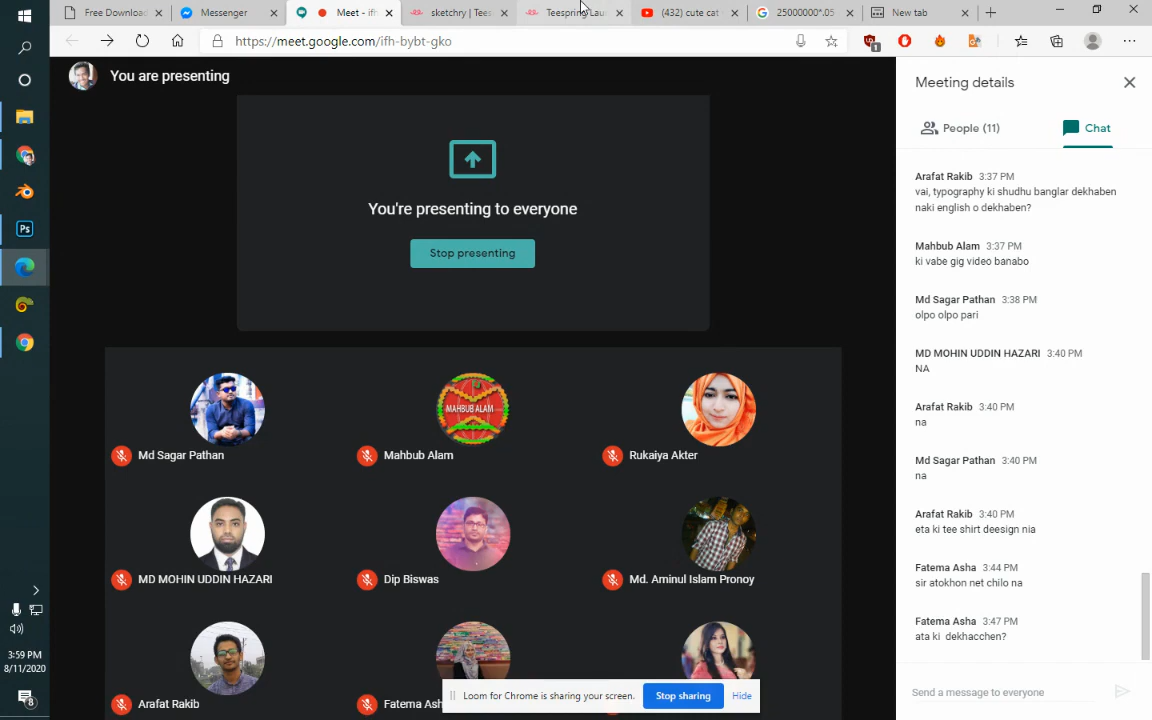 Free Download
Messenger
Meet - ifh
sketchry | Tees
Teespring Laun
(432) cute cat
25000000*.05
New tab
https://meet.google.com/ifh-bybt-gko
1
You are presenting
Meeting details
People (11)
Chat
You're presenting to everyone
Stop presenting
Arafat Rakib 3:37 PM
vai, typography ki shudhu banglar dekhaben
naki english o dekhaben?
Mahbub Alam 3:37 PM
ki vabe gig video banabo
Md Sagar Pathan 3:38 PM
olpo olpo pari
MD MOHIN UDDIN HAZARI 3:40 PM
NA
Arafat Rakib 3:40 PM
na
Md Sagar Pathan 3:40 PM
na
Arafat Rakib 3:40 PM
eta ki tee shirt deesign nia
Fatema Asha 3:44 PM
sir atokhon net chilo na
Fatema Asha 3:47 PM
ata ki dekhacchen?
Send a message to everyone
Ps
MAHBUB ALAM
Md Sagar Pathan
Mahbub Alam
Rukaiya Akter
MD MOHIN UDDIN HAZARI
Dip Biswas
Md. Aminul Islam Pronoy
Arafat Rakib
Fatema Ash
Loom for Chrome is sharing your screen.
Stop sharing
Hide
3:59 PM
8/11/2020
8